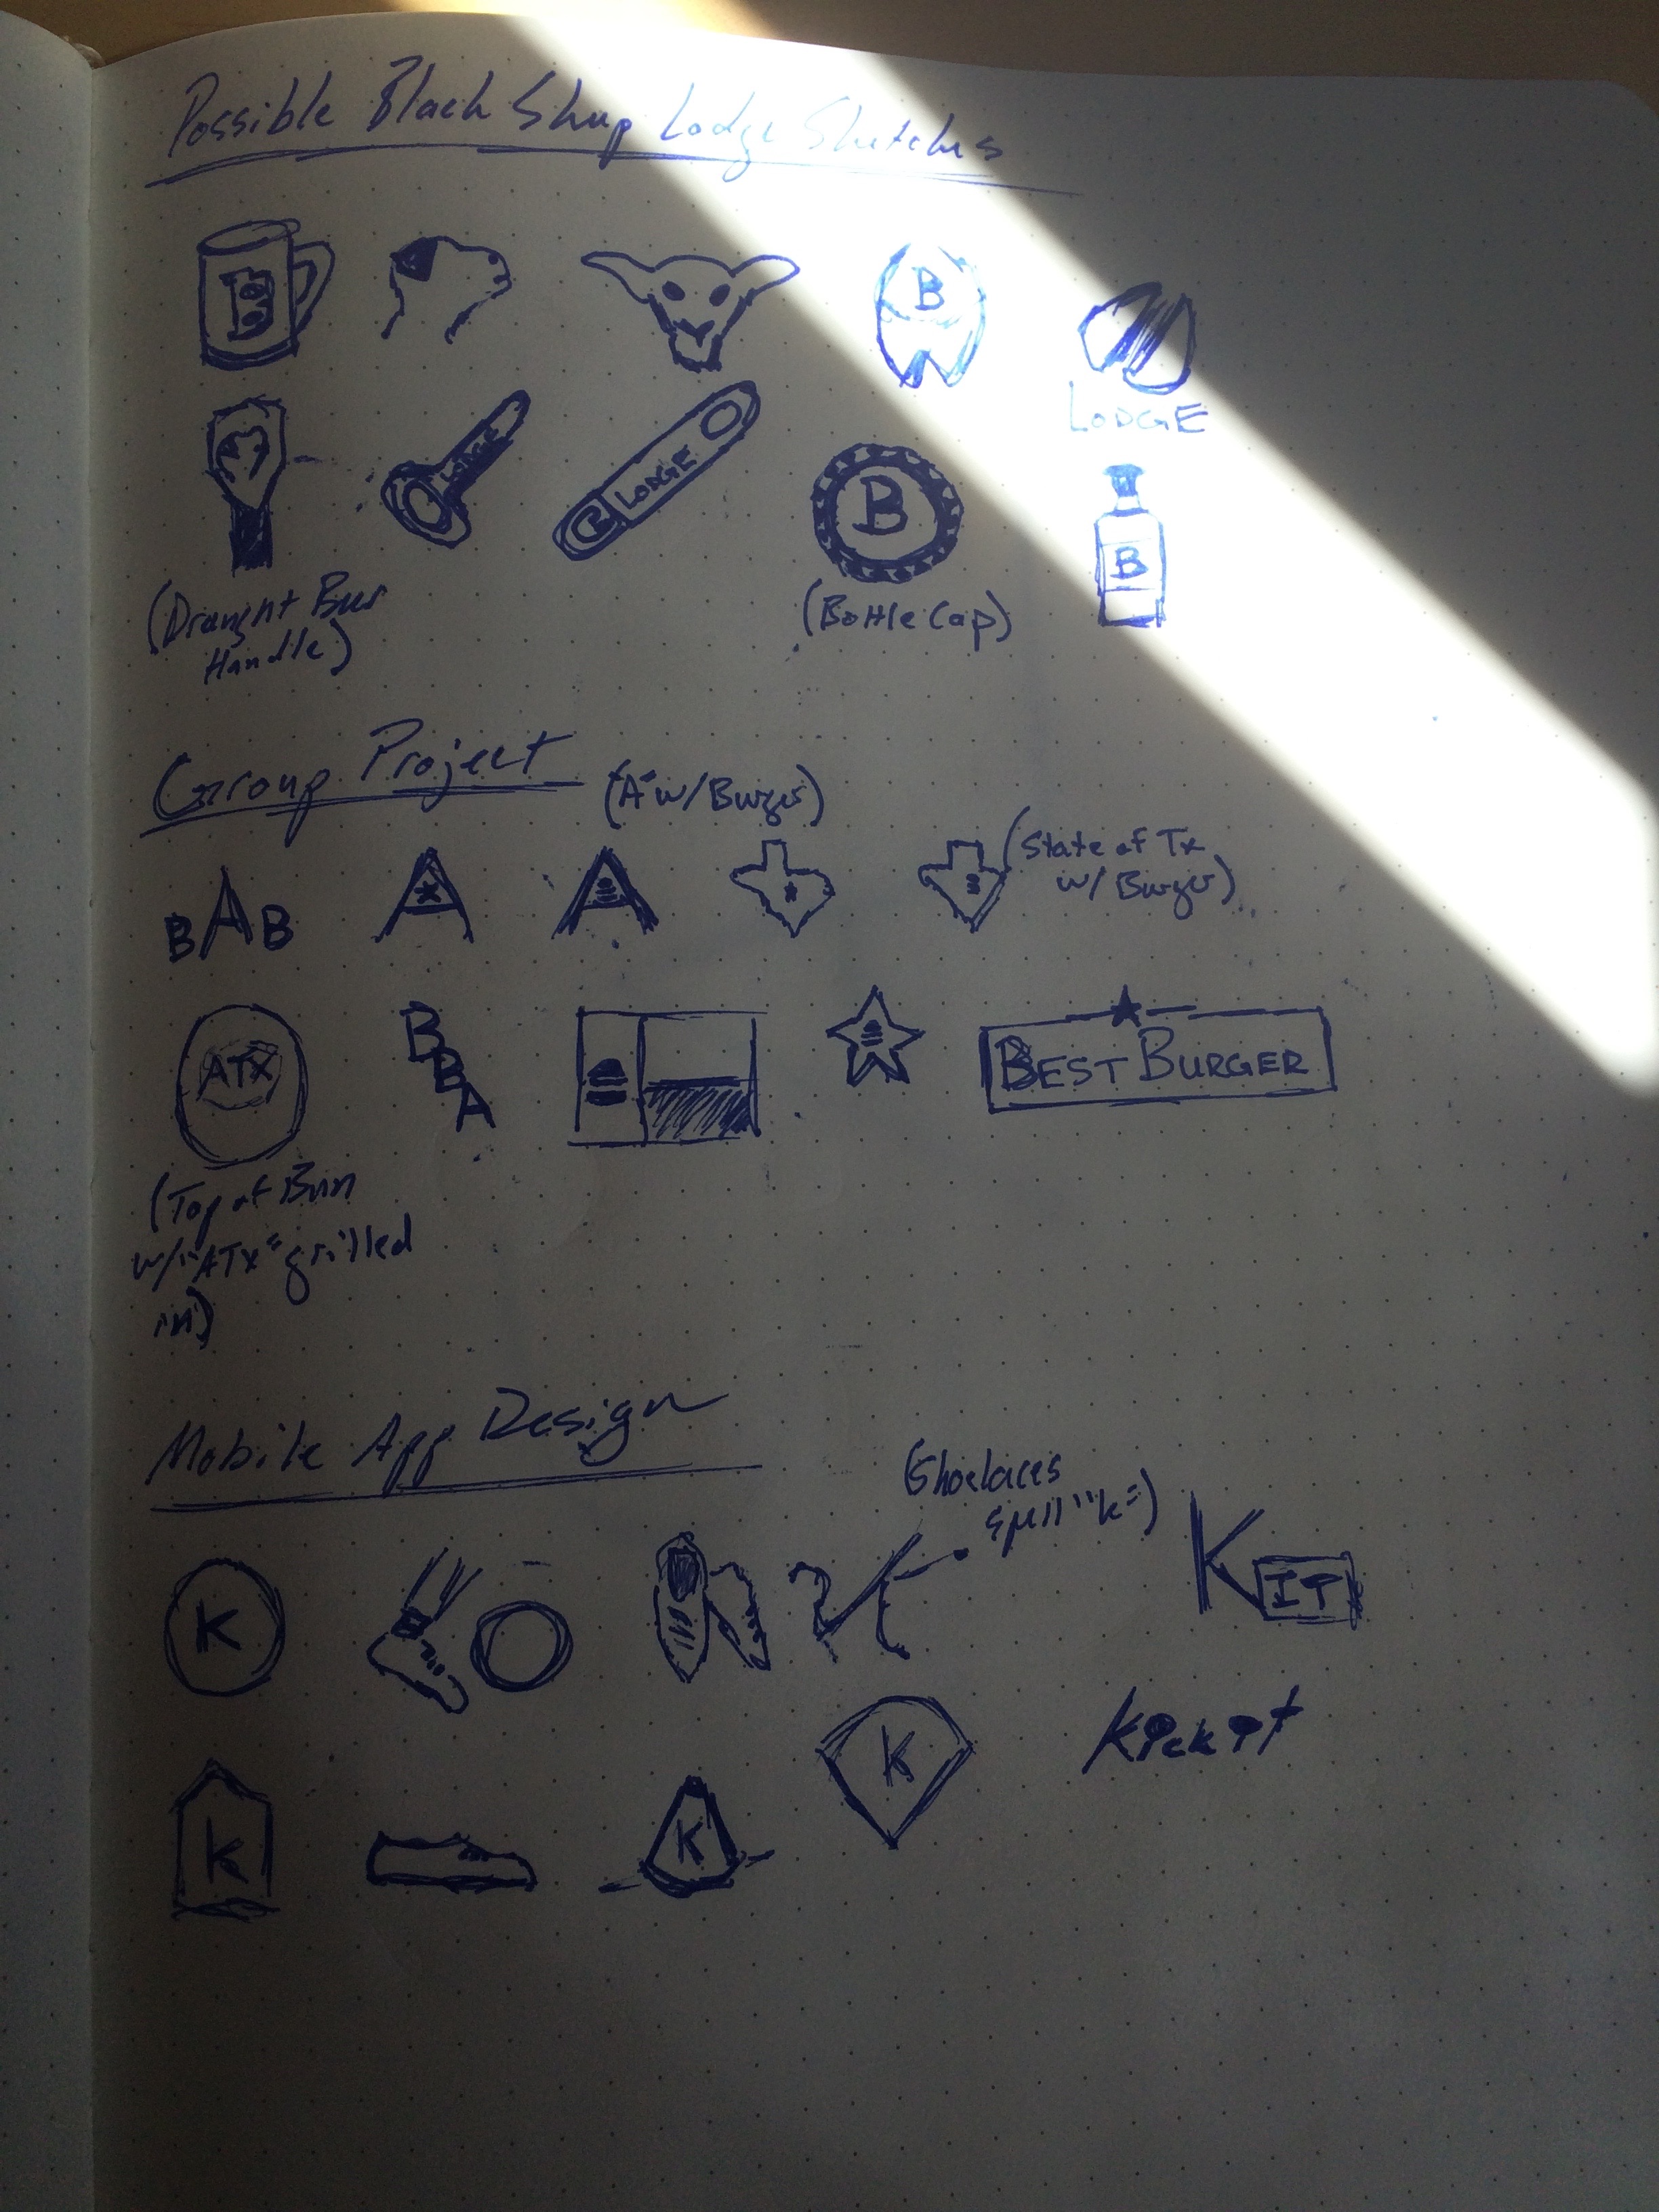 Possible Black Sheep Lodge Sketches
B
B
LODGE
LODGE
B LODGE
B
B
(Draught Beer
Handle)
(Bottle Cap)
Group Project
("A" w/Burger)
(State of Tx
w/ Burger)
BAB
A
A
ATX
BBA
BEST BURGER
(Top of Bun
w/"ATX" grilled
in)
Mobile App Design
(Shoelaces
spell "k")
K
K
KIT
K
K
K
Kickit